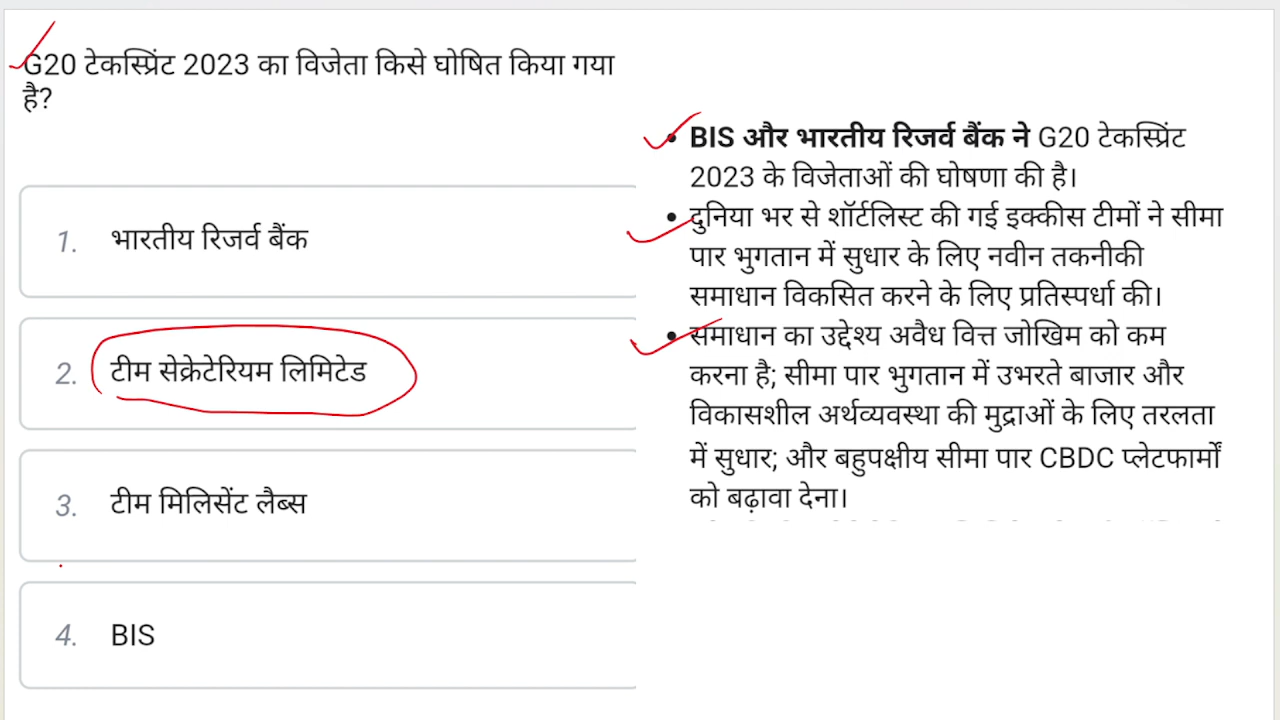 G20 टेकस्प्रिंट 2023 का विजेता किसे घोषित किया गया
है?
1. भारतीय रिजर्व बैंक
2. टीम सेक्रेटेरियम लिमिटेड
3. टीम मिलिसेंट लैब्स
4. BIS
• BIS और भारतीय रिजर्व बैंक ने G20 टेकस्प्रिंट
2023 के विजेताओं की घोषणा की है।
• दुनिया भर से शॉर्टलिस्ट की गई इक्कीस टीमों ने सीमा
पार भुगतान में सुधार के लिए नवीन तकनीकी
समाधान विकसित करने के लिए प्रतिस्पर्धा की।
• समाधान का उद्देश्य अवैध वित्त जोखिम को कम
करना है; सीमा पार भुगतान में उभरते बाजार और
विकासशील अर्थव्यवस्था की मुद्राओं के लिए तरलता
में सुधार; और बहुपक्षीय सीमा पार CBDC प्लेटफार्मों
को बढ़ावा देना।